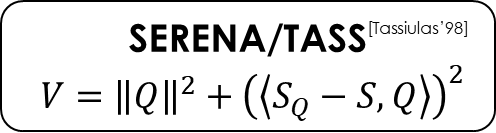 SERENA/TASS[Tassiulas’98]
V = ‖Q‖² + (⟨S_Q − S, Q⟩)²